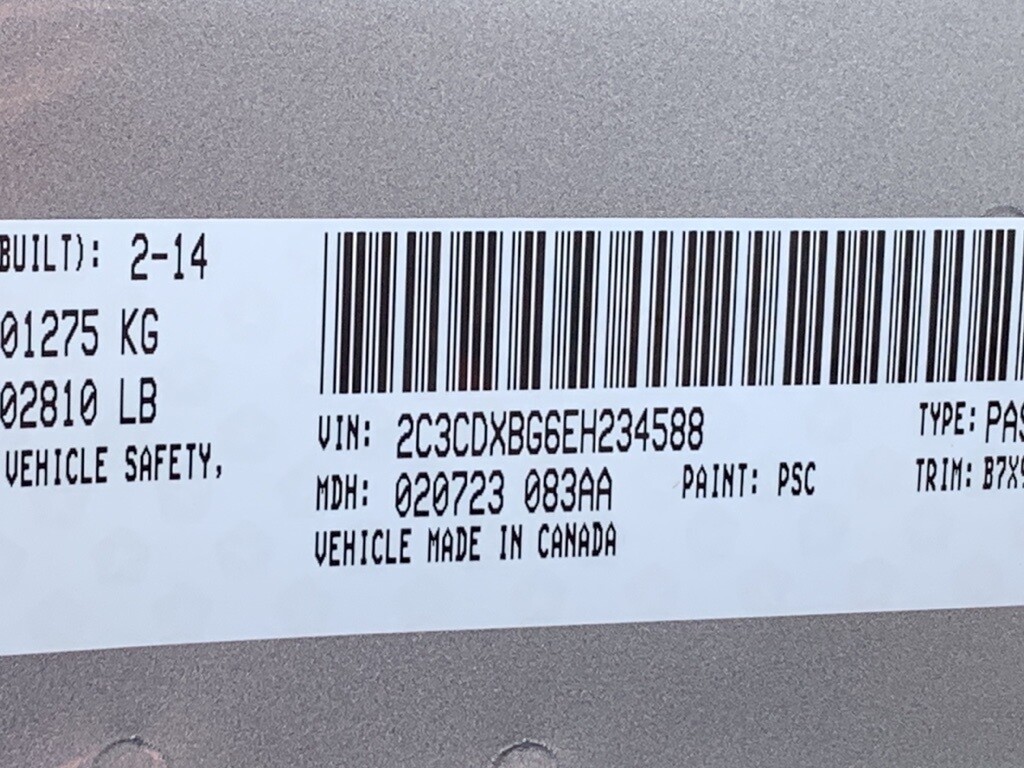 BUILT): 2-14
01275 KG
02810 LB
VEHICLE SAFETY,
VIN: 2C3CDXBG6EH234588
TYPE: PAS
MDH: 020723 083AA PAINT: PSC
TRIM: B7X9
VEHICLE MADE IN CANADA